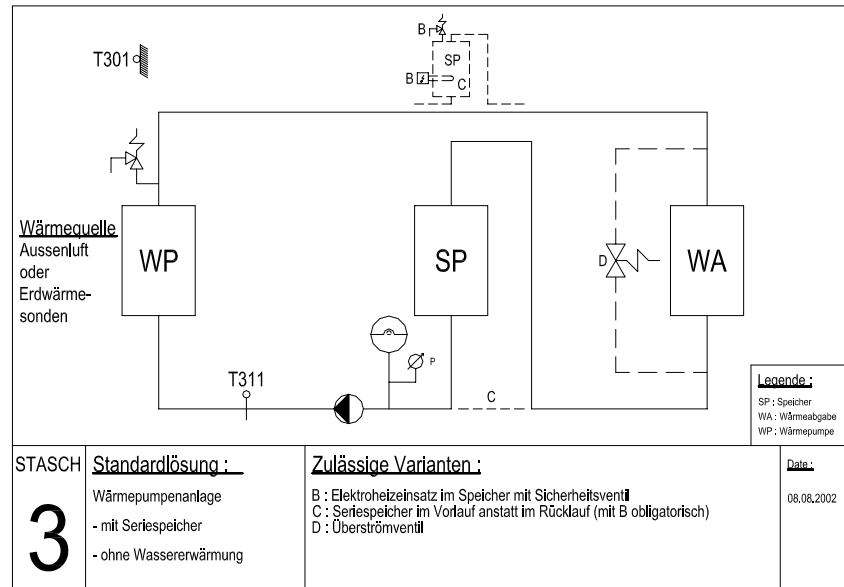 B
SP
T301
B
C
Wärmequelle
Aussenluft
oder
Erdwärme-
sonden
WP
SP
D
WA
P
T311
C
Legende :
SP : Speicher
WA : Wärmeabgabe
WP : Wärmepumpe
STASCH
3
Standardlösung :
Wärmepumpenanlage
- mit Seriespeicher
- ohne Wassererwärmung
Zulässige Varianten :
B : Elektroheizeinsatz im Speicher mit Sicherheitsventil
C : Seriespeicher im Vorlauf anstatt im Rücklauf (mit B obligatorisch)
D : Überströmventil
Date :
08.08.2002